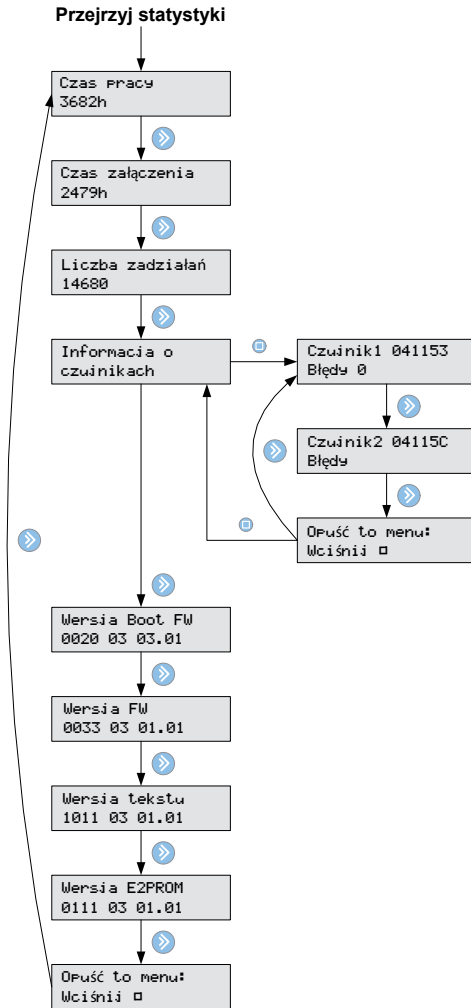 Przejrzyj statystyki
Czas pracy
3682h
Czas załączenia
2479h
Liczba zadziałań
14680
Informacja o
czujnikach
Czujnik1 041153
Błędy 0
Czujnik2 04115C
Błędy
Opuść to menu:
Wciśnij □
Wersja Boot FW
0020 03 03.01
Wersja FW
0033 03 01.01
Wersja tekstu
1011 03 01.01
Wersja E2PROM
0111 03 01.01
Opuść to menu:
Wciśnij □